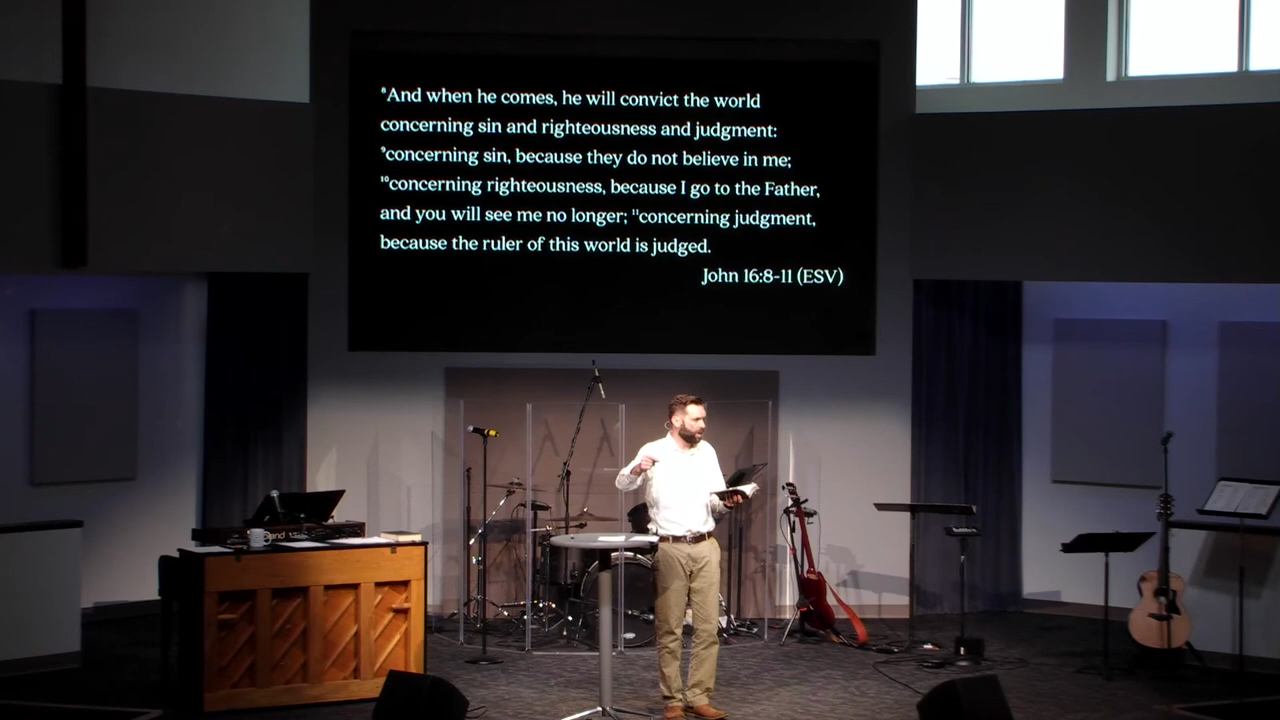 ⁸And when he comes, he will convict the world
concerning sin and righteousness and judgment:
⁹concerning sin, because they do not believe in me;
¹⁰concerning righteousness, because I go to the Father,
and you will see me no longer; ¹¹concerning judgment,
because the ruler of this world is judged.
John 16:8-11 (ESV)